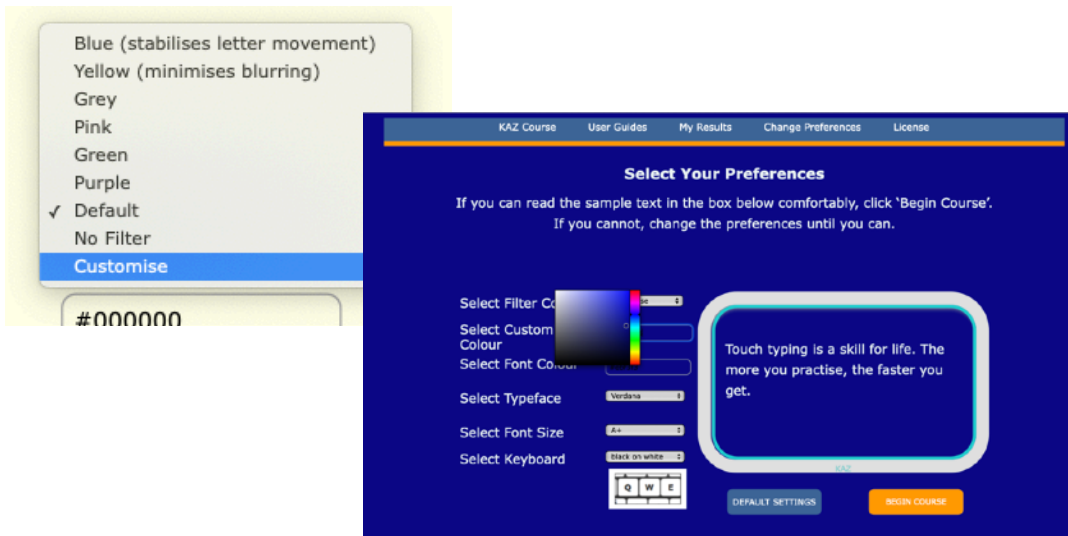 Blue (stabilises letter movement)
Yellow (minimises blurring)
Grey
Pink
Green
Purple
✓ Default
No Filter
Customise
#000000
KAZ Course User Guides My Results Change Preferences License
Select Your Preferences
If you can read the sample text in the box below comfortably, click ‘Begin Course’.
If you cannot, change the preferences until you can.
Select Filter
Select Custom
Colour
Select Font Colour
Select Typeface Verdana
Select Font Size A+
Select Keyboard black on white
Q W E
Touch typing is a skill for life. The
more you practise, the faster you
get.
KAZ
DEFAULT SETTINGS BEGIN COURSE